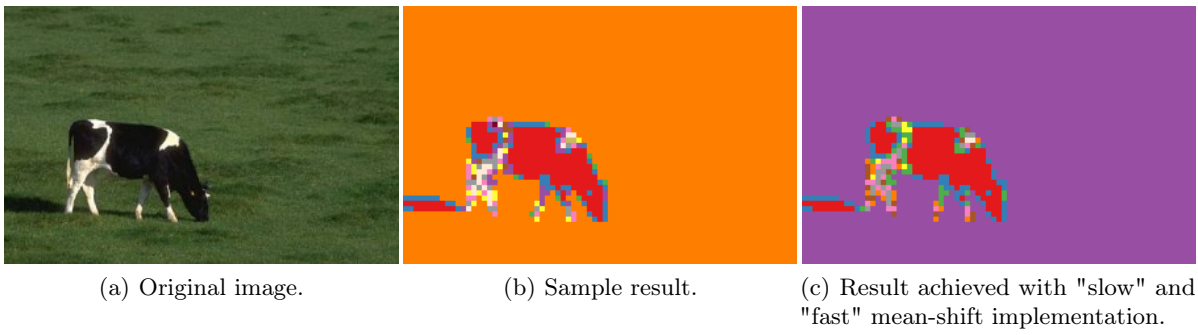 (a) Original image.
(b) Sample result.
(c) Result achieved with "slow" and
"fast" mean-shift implementation.